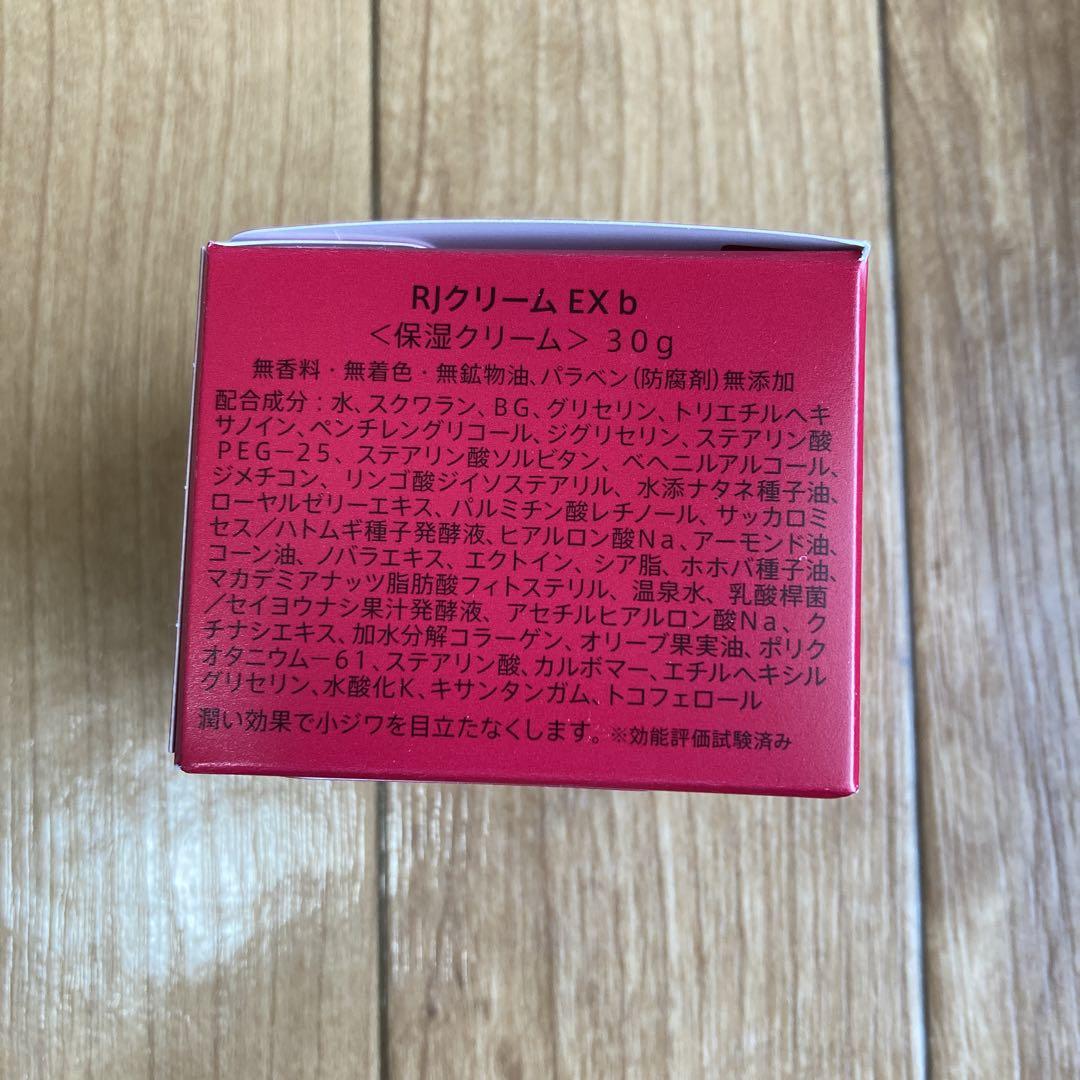 RJクリーム EX b
＜保湿クリーム＞ 30g
無香料・無着色・無鉱物油、パラベン(防腐剤)無添加
配合成分：水、スクワラン、BG、グリセリン、トリエチルヘキ
サノイン、ペンチレングリコール、ジグリセリン、ステアリン酸
PEG－25、ステアリン酸ソルビタン、ベヘニルアルコール、
ジメチコン、リンゴ酸ジイソステアリル、水添ナタネ種子油、
ローヤルゼリーエキス、パルミチン酸レチノール、サッカロミ
セス／ハトムギ種子発酵液、ヒアルロン酸Na、アーモンド油、
コーン油、ノバラエキス、エクトイン、シア脂、ホホバ種子油、
マカデミアナッツ脂肪酸フィトステリル、温泉水、乳酸桿菌
／セイヨウナシ果汁発酵液、アセチルヒアルロン酸Na、ク
チナシエキス、加水分解コラーゲン、オリーブ果実油、ポリク
オタニウム－61、ステアリン酸、カルボマー、エチルヘキシル
グリセリン、水酸化K、キサンタンガム、トコフェロール
潤い効果で小ジワを目立たなくします。※効能評価試験済み